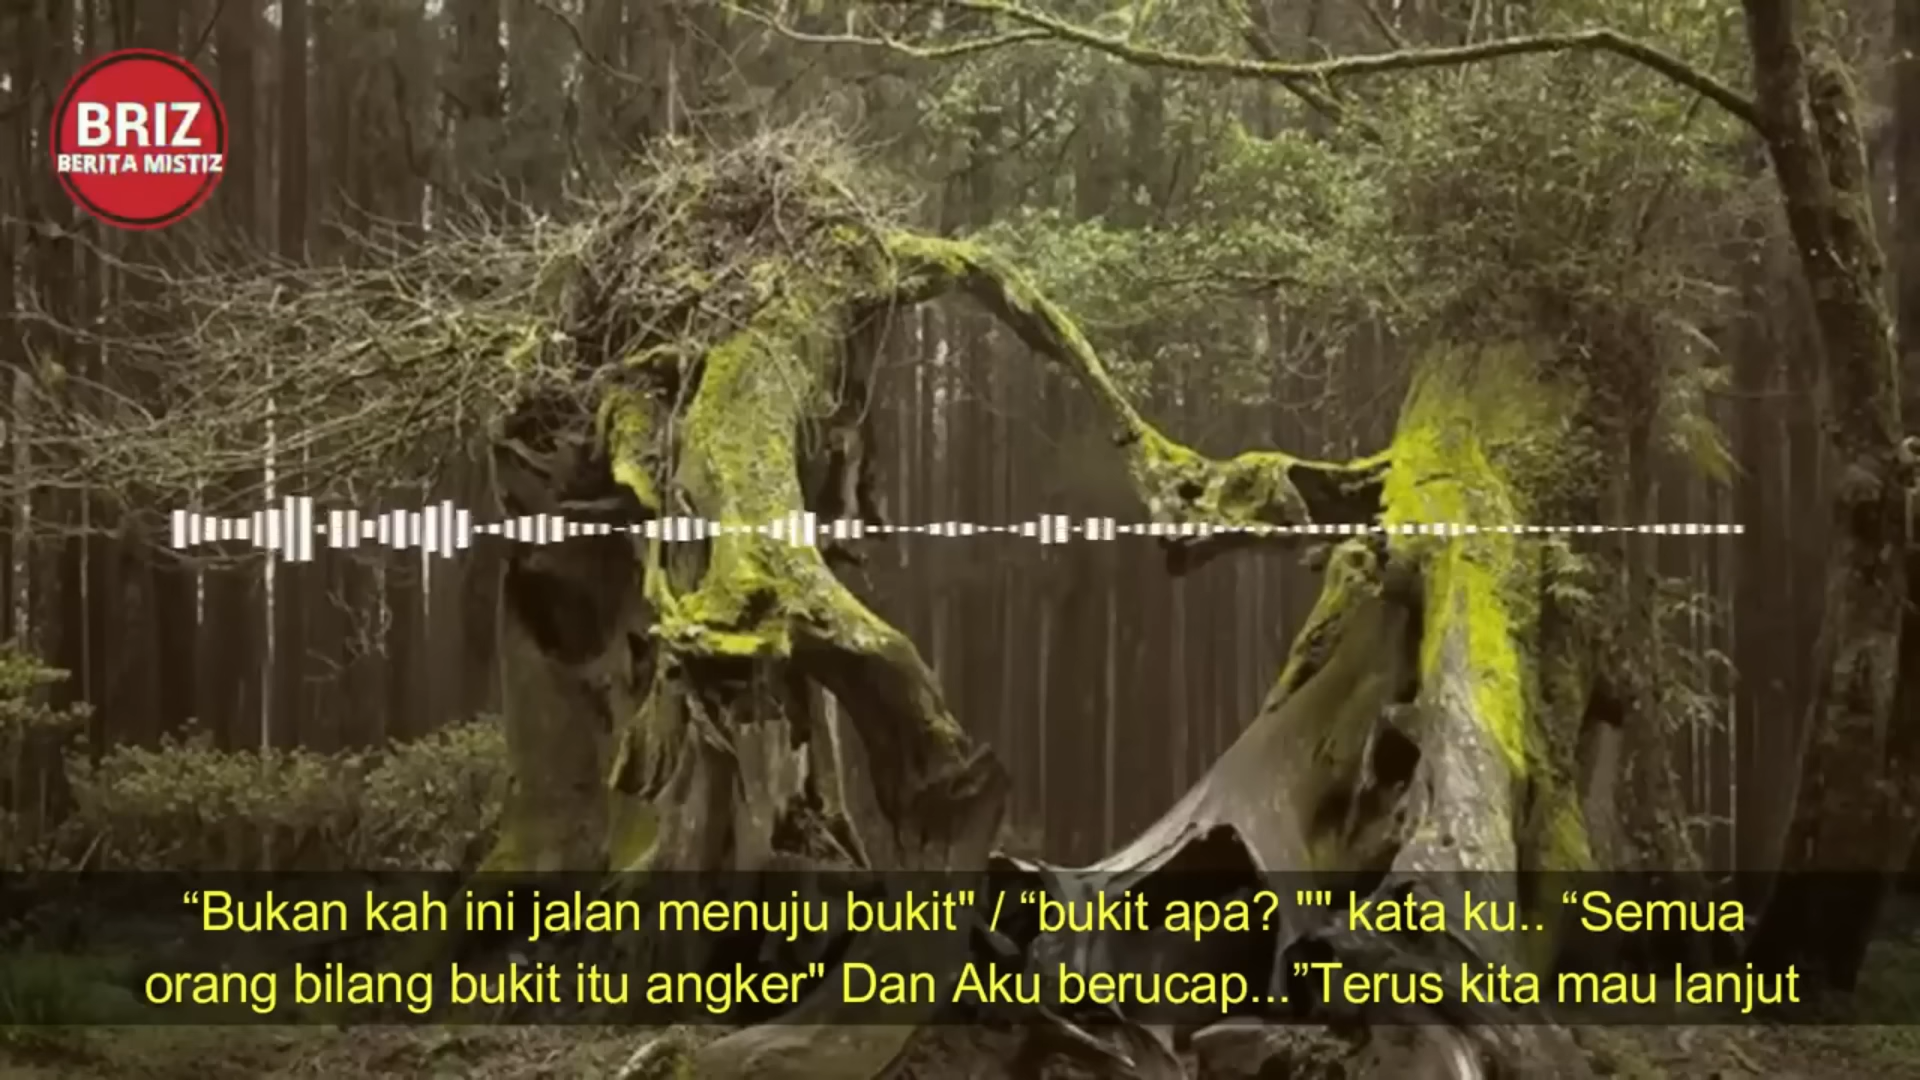 BRIZ
BERITA MISTIZ
“Bukan kah ini jalan menuju bukit" / “bukit apa? "" kata ku.. “Semua
orang bilang bukit itu angker" Dan Aku berucap...”Terus kita mau lanjut